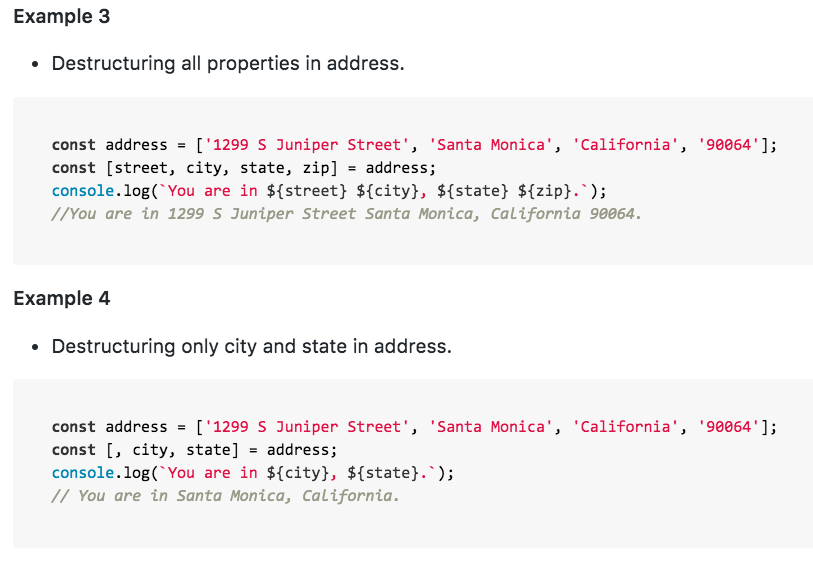 Example 3
• Destructuring all properties in address.
const address = ['1299 S Juniper Street', 'Santa Monica', 'California', '90064'];
const [street, city, state, zip] = address;
console.log(`You are in ${street} ${city}, ${state} ${zip}.`);
//You are in 1299 S Juniper Street Santa Monica, California 90064.
Example 4
• Destructuring only city and state in address.
const address = ['1299 S Juniper Street', 'Santa Monica', 'California', '90064'];
const [, city, state] = address;
console.log(`You are in ${city}, ${state}.`);
// You are in Santa Monica, California.